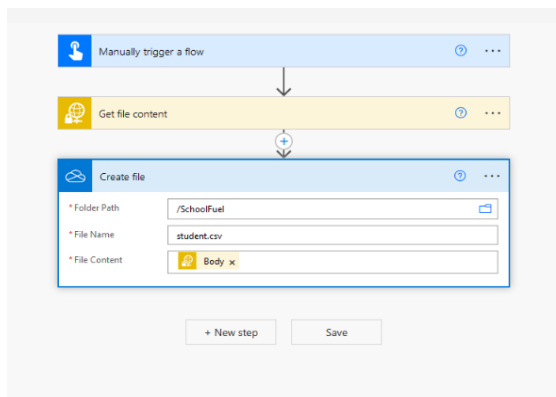 Manually trigger a flow
Get file content
Create file
* Folder Path /SchoolFuel
* File Name student.csv
* File Content Body ×
+ New step Save